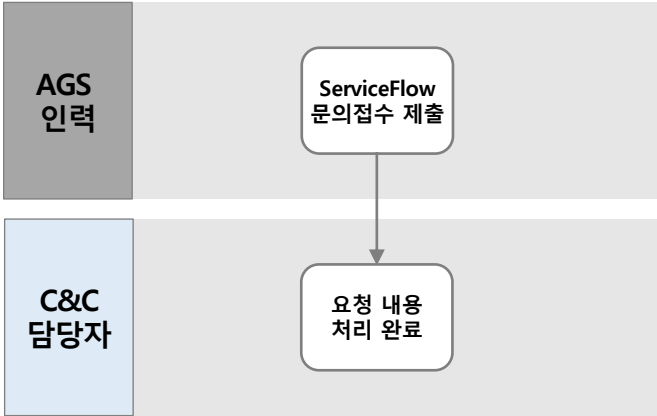 AGS
인력
ServiceFlow
문의접수 제출
C&C
담당자
요청 내용
처리 완료